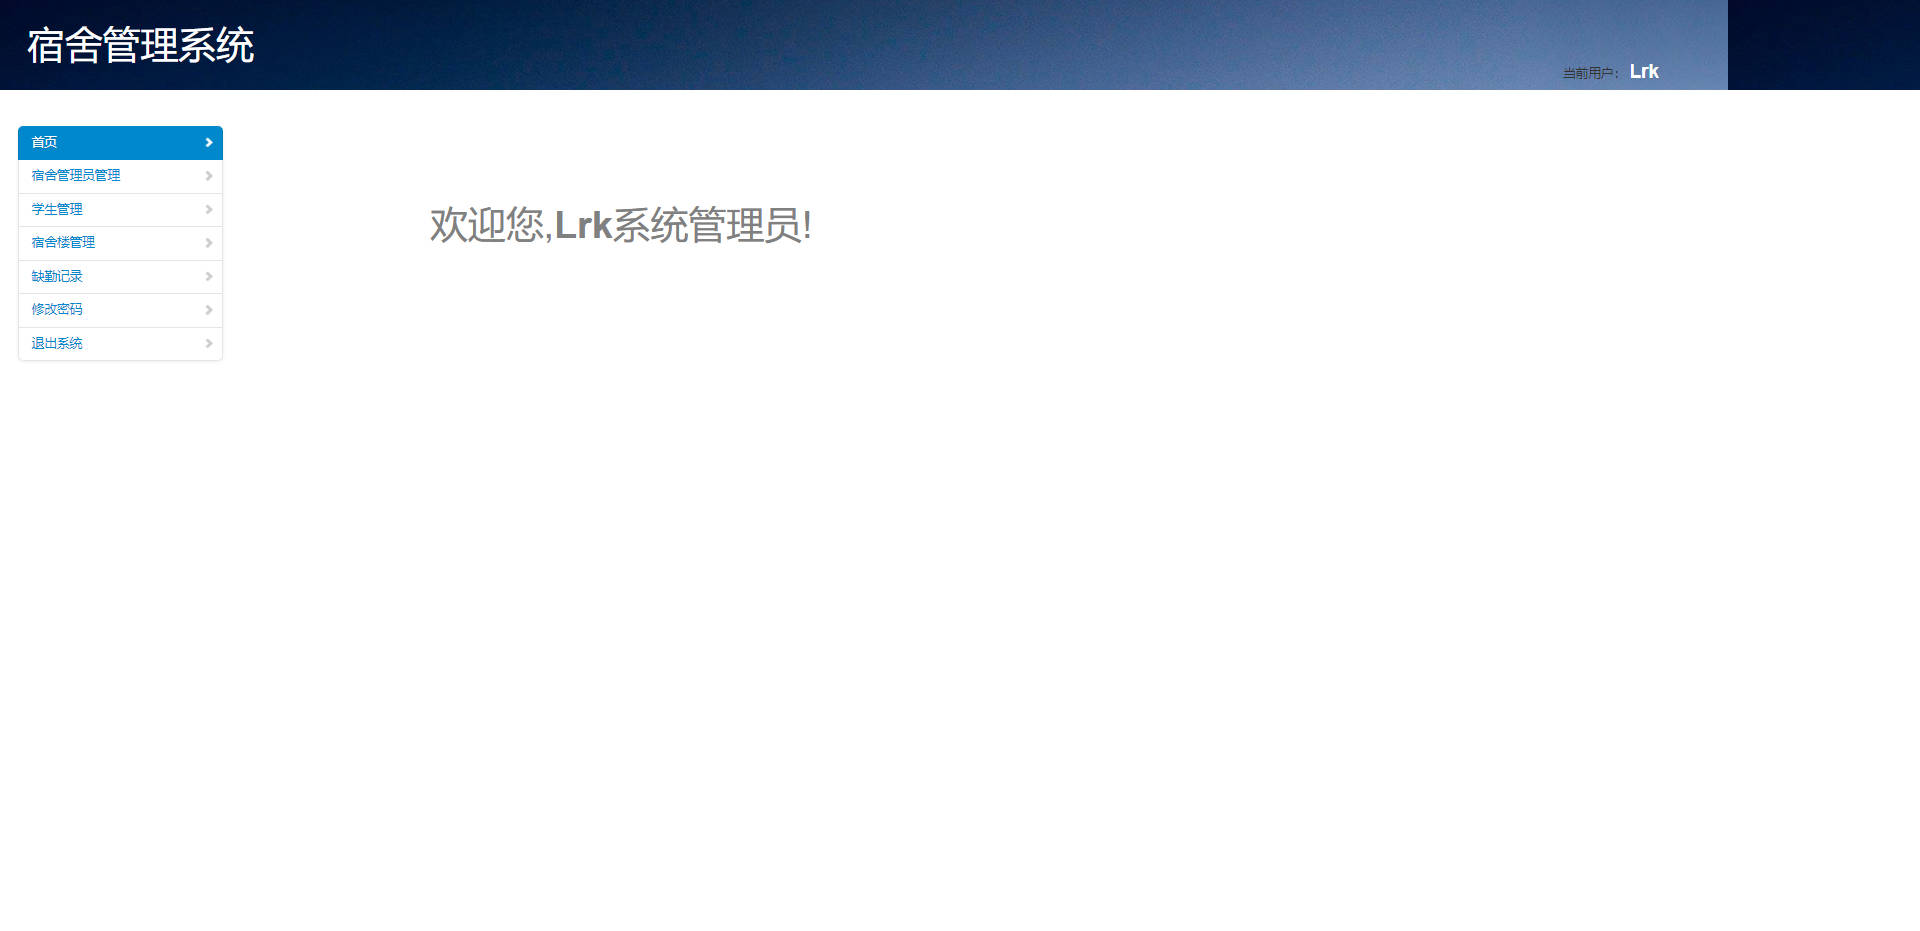 宿舍管理系统
当前用户： Lrk
首页
宿舍管理员管理
学生管理
宿舍楼管理
缺勤记录
修改密码
退出系统
欢迎您,Lrk系统管理员!